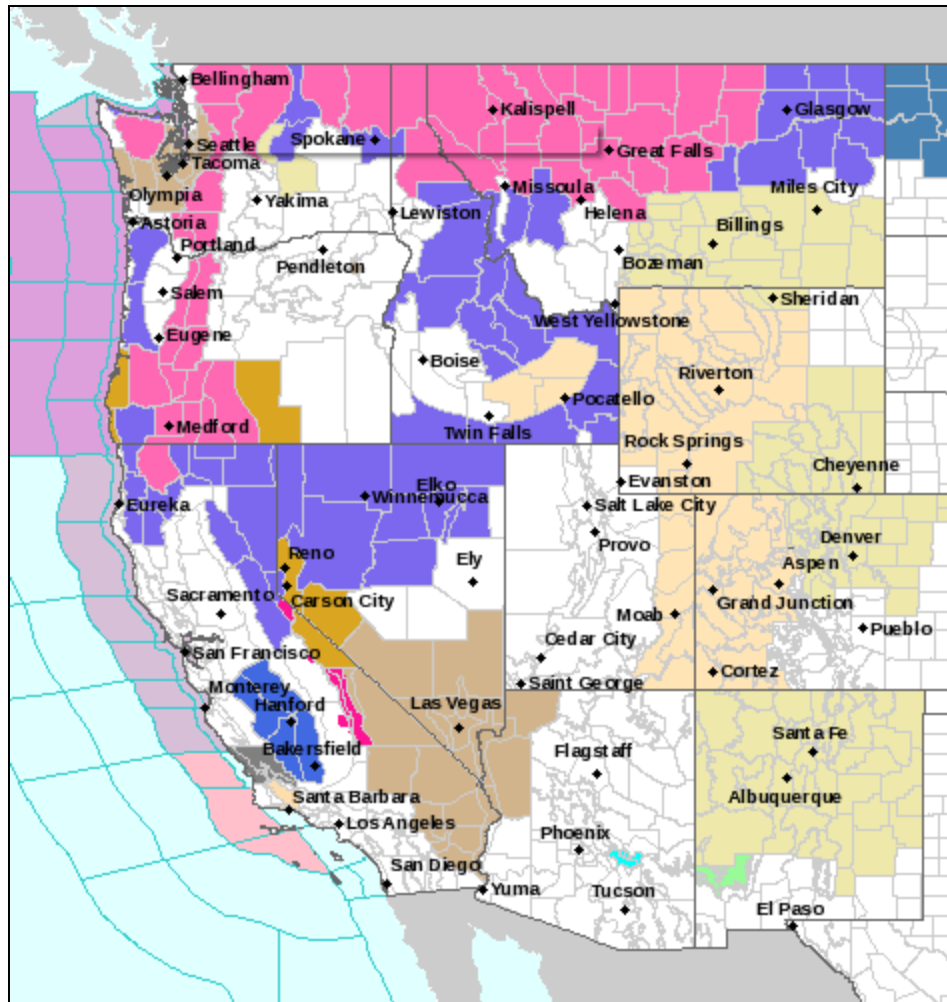 Bellingham
Kalispell
Glasgow
Spokane
Seattle
Great Falls
Tacoma
Missoula
Miles City
Olympia
Yakima
Lewiston
Helena
Astoria
Billings
Portland
Pendleton
Bozeman
Salem
Sheridan
West Yellowstone
Eugene
Boise
Riverton
Pocatello
Medford
Twin Falls
Rock Springs
Cheyenne
Elko
Evanston
Winnemucca
Eureka
Salt Lake City
Provo
Denver
Reno
Ely
Aspen
Sacramento
Carson City
Grand Junction
Moab
Pueblo
San Francisco
Cedar City
Cortez
Monterey
Saint George
Hanford
Las Vegas
Santa Fe
Bakersfield
Flagstaff
Albuquerque
Santa Barbara
Los Angeles
Phoenix
San Diego
Yuma
Tucson
El Paso